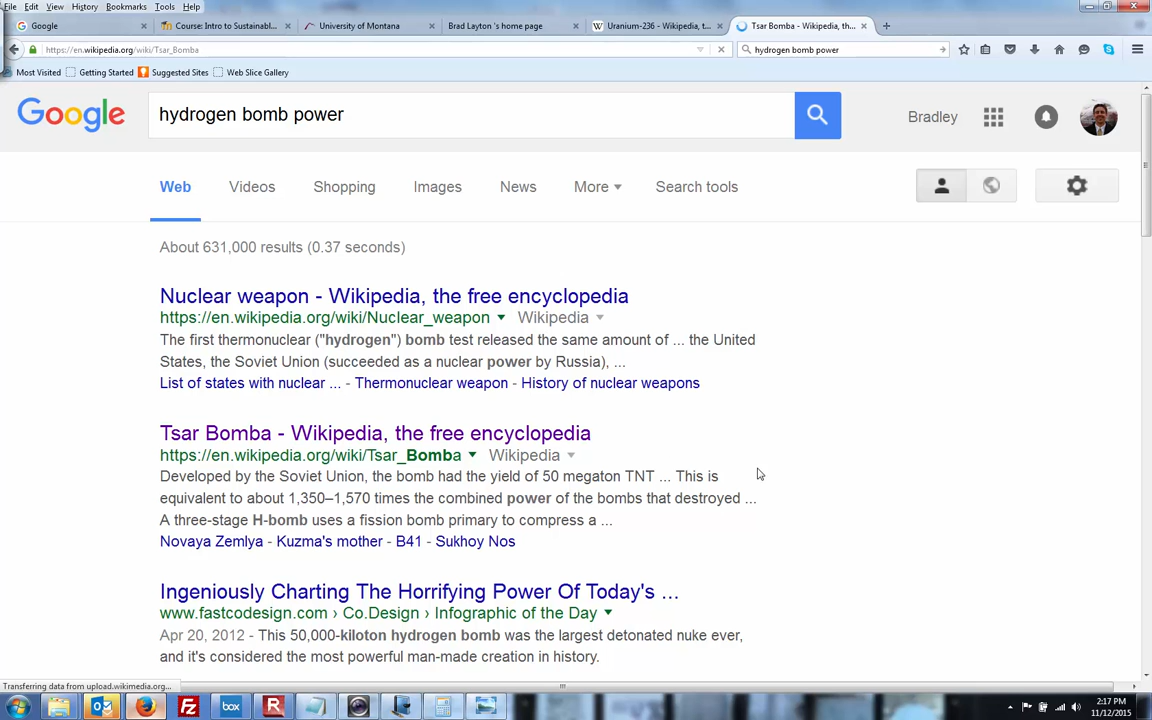 File Edit View History Bookmarks Tools Help
Google
Course: Intro to Sustainabl...
University of Montana
Brad Layton 's home page
Uranium-236 - Wikipedia, t...
Tsar Bomba - Wikipedia, th...
https://en.wikipedia.org/wiki/Tsar_Bomba
hydrogen bomb power
Most Visited Getting Started Suggested Sites Web Slice Gallery
Google hydrogen bomb power Bradley
Web Videos Shopping Images News More Search tools
About 631,000 results (0.37 seconds)
Nuclear weapon - Wikipedia, the free encyclopedia
https://en.wikipedia.org/wiki/Nuclear_weapon Wikipedia
The first thermonuclear ("hydrogen") bomb test released the same amount of ... the United
States, the Soviet Union (succeeded as a nuclear power by Russia), ...
List of states with nuclear ... - Thermonuclear weapon - History of nuclear weapons
Tsar Bomba - Wikipedia, the free encyclopedia
https://en.wikipedia.org/wiki/Tsar_Bomba Wikipedia
Developed by the Soviet Union, the bomb had the yield of 50 megaton TNT ... This is
equivalent to about 1,350–1,570 times the combined power of the bombs that destroyed ...
A three-stage H-bomb uses a fission bomb primary to compress a ...
Novaya Zemlya - Kuzma's mother - B41 - Sukhoy Nos
Ingeniously Charting The Horrifying Power Of Today's ...
www.fastcodesign.com › Co.Design › Infographic of the Day
Apr 20, 2012 - This 50,000-kiloton hydrogen bomb was the largest detonated nuke ever,
and it's considered the most powerful man-made creation in history.
Transferring data from upload.wikimedia.org...
Fz box R
2:17 PM
11/12/2015